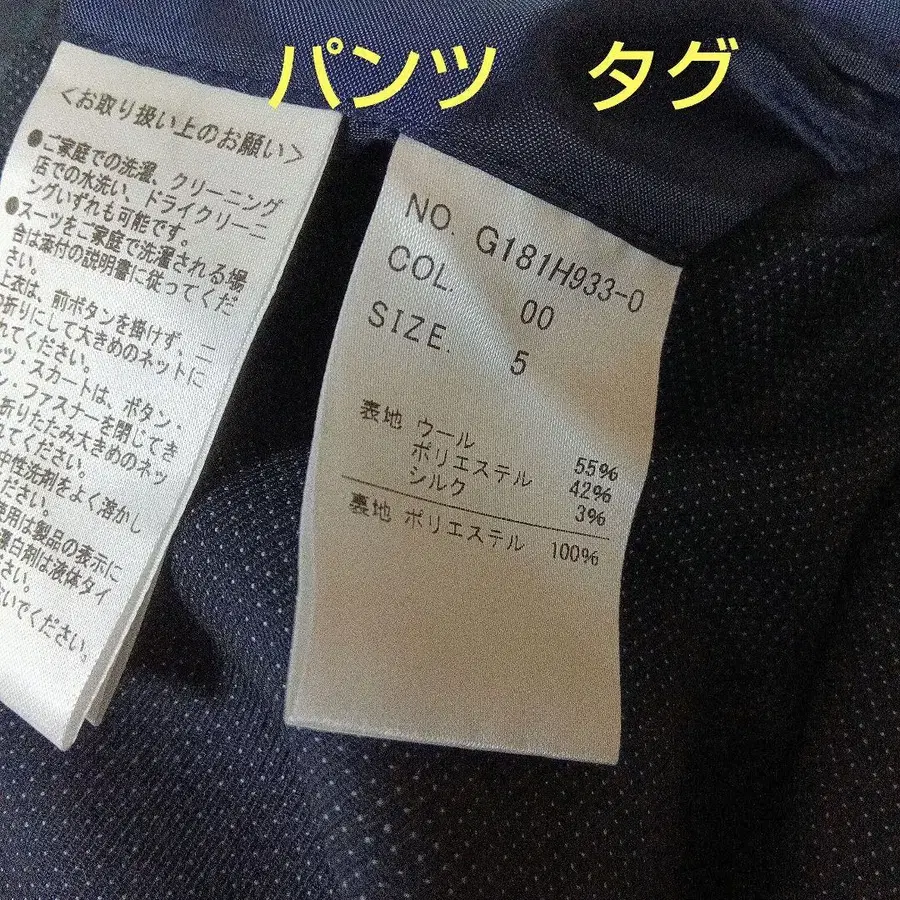 パンツ タグ
<お取り扱い上のお願い>
●ご家庭での洗濯、クリーニング
店での水洗い、ドライクリーニ
ングいずれも可能です。
●スーツをご家庭で洗濯される場
合は添付の説明書に従ってくだ
さい。
上衣は、前ボタンを掛けず、二
折りにして大きめのネットに
れてください。
ツ・スカートは、ボタン・
ン・ファスナーを閉じてき
折りたたみ大きめのネッ
てください。
中性洗剤をよく溶かし
ださい。
使用は製品の表示に
漂白剤は液体タイ
いでください。
NO. G181H933-0
COL. 00
SIZE. 5
表地 ウール 55%
ポリエステル 42%
シルク 3%
裏地 ポリエステル 100%